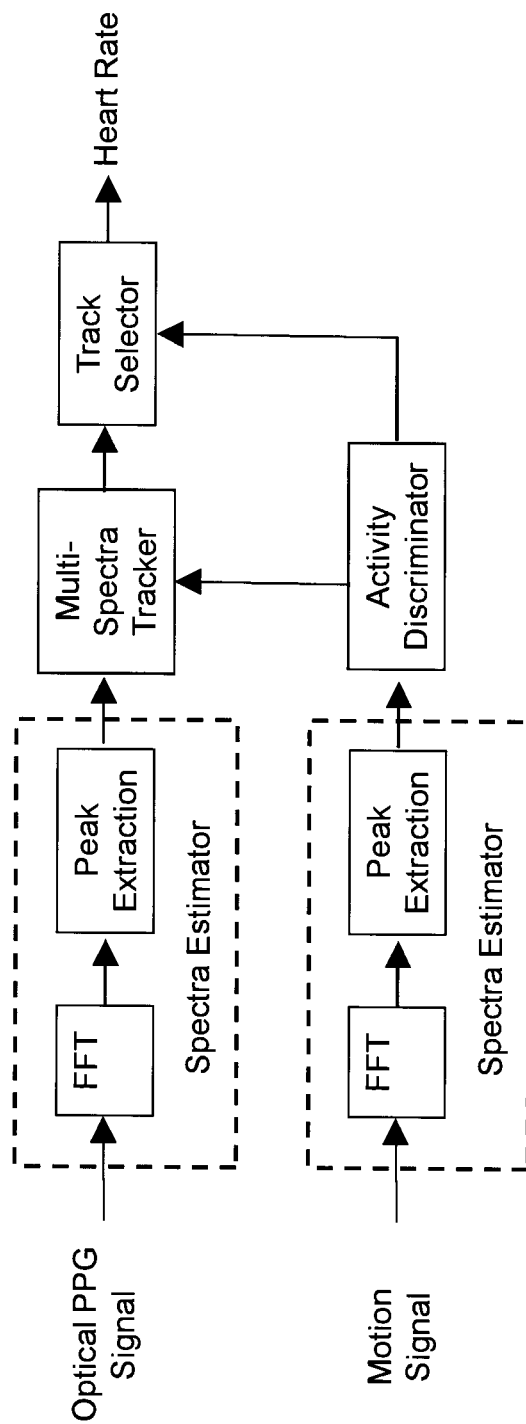 Optical PPG
Signal
FFT
Peak
Extraction
Spectra Estimator
Multi-
Spectra
Tracker
Track
Selector
Heart Rate
Motion
Signal
FFT
Peak
Extraction
Spectra Estimator
Activity
Discriminator